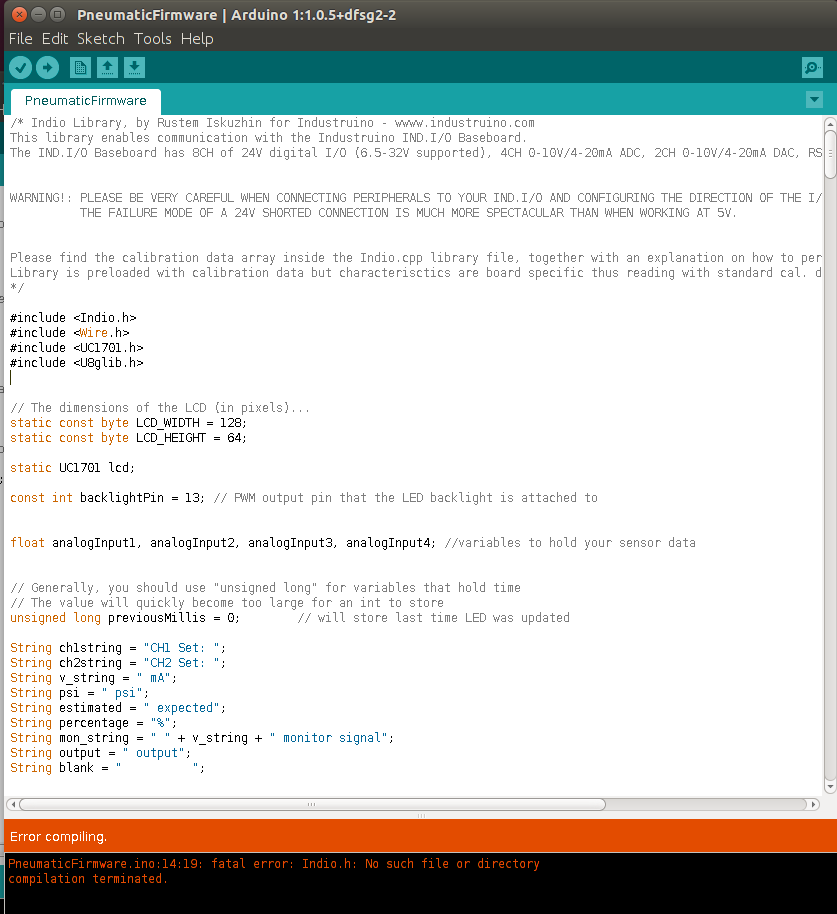 PneumaticFirmware | Arduino 1:1.0.5+dfsg2-2
File Edit Sketch Tools Help
PneumaticFirmware
/* Indio Library, by Rustem Iskuzhin for Industruino - wwww.industruino.com
This library enables communication with the Industruino IND.I/O Baseboard.
The IND.I/O Baseboard has 8CH of 24V digital I/O (6.5-32V supported), 4CH 0-10V/4-20mA ADC, 2CH 0-10V/4-20mA DAC, RS
WARNING!: PLEASE BE VERY CAREFUL WHEN CONNECTING PERIPHERALS TO YOUR IND.I/O AND CONFIGURING THE DIRECTION OF THE I/
THE FAILURE MODE OF A 24V SHORTED CONNECTION IS MUCH MORE SPECTACULAR THAN WHEN WORKING AT 5V.
Please find the calibration data array inside the Indio.cpp library file, together with an explanation on how to per
Library is preloaded with calibration data but characterisctics are board specific thus reading with standard cal. d
*/
#include <Indio.h>
#include <Wire.h>
#include <UC1701.h>
#include <U8glib.h>
// The dimensions of the LCD (in pixels)...
static const byte LCD_WIDTH = 128;
static const byte LCD_HEIGHT = 64;
static UC1701 lcd;
const int backlightPin = 13; // PWM output pin that the LED backlight is attached to
float analogInput1, analogInput2, analogInput3, analogInput4; //variables to hold your sensor data
// Generally, you should use "unsigned long" for variables that hold time
// The value will quickly become too large for an int to store
unsigned long previousMillis = 0;        // will store last time LED was updated
String ch1string = "CH1 Set: ";
String ch2string = "CH2 Set: ";
String v_string = " mA";
String psi = " psi";
String estimated = " expected";
String percentage = "%";
String mon_string = " " + v_string + " monitor signal";
String output = " output";
String blank = "          ";
Error compiling.
PneumaticFirmware.ino:14:19: fatal error: Indio.h: No such file or directory
compilation terminated.